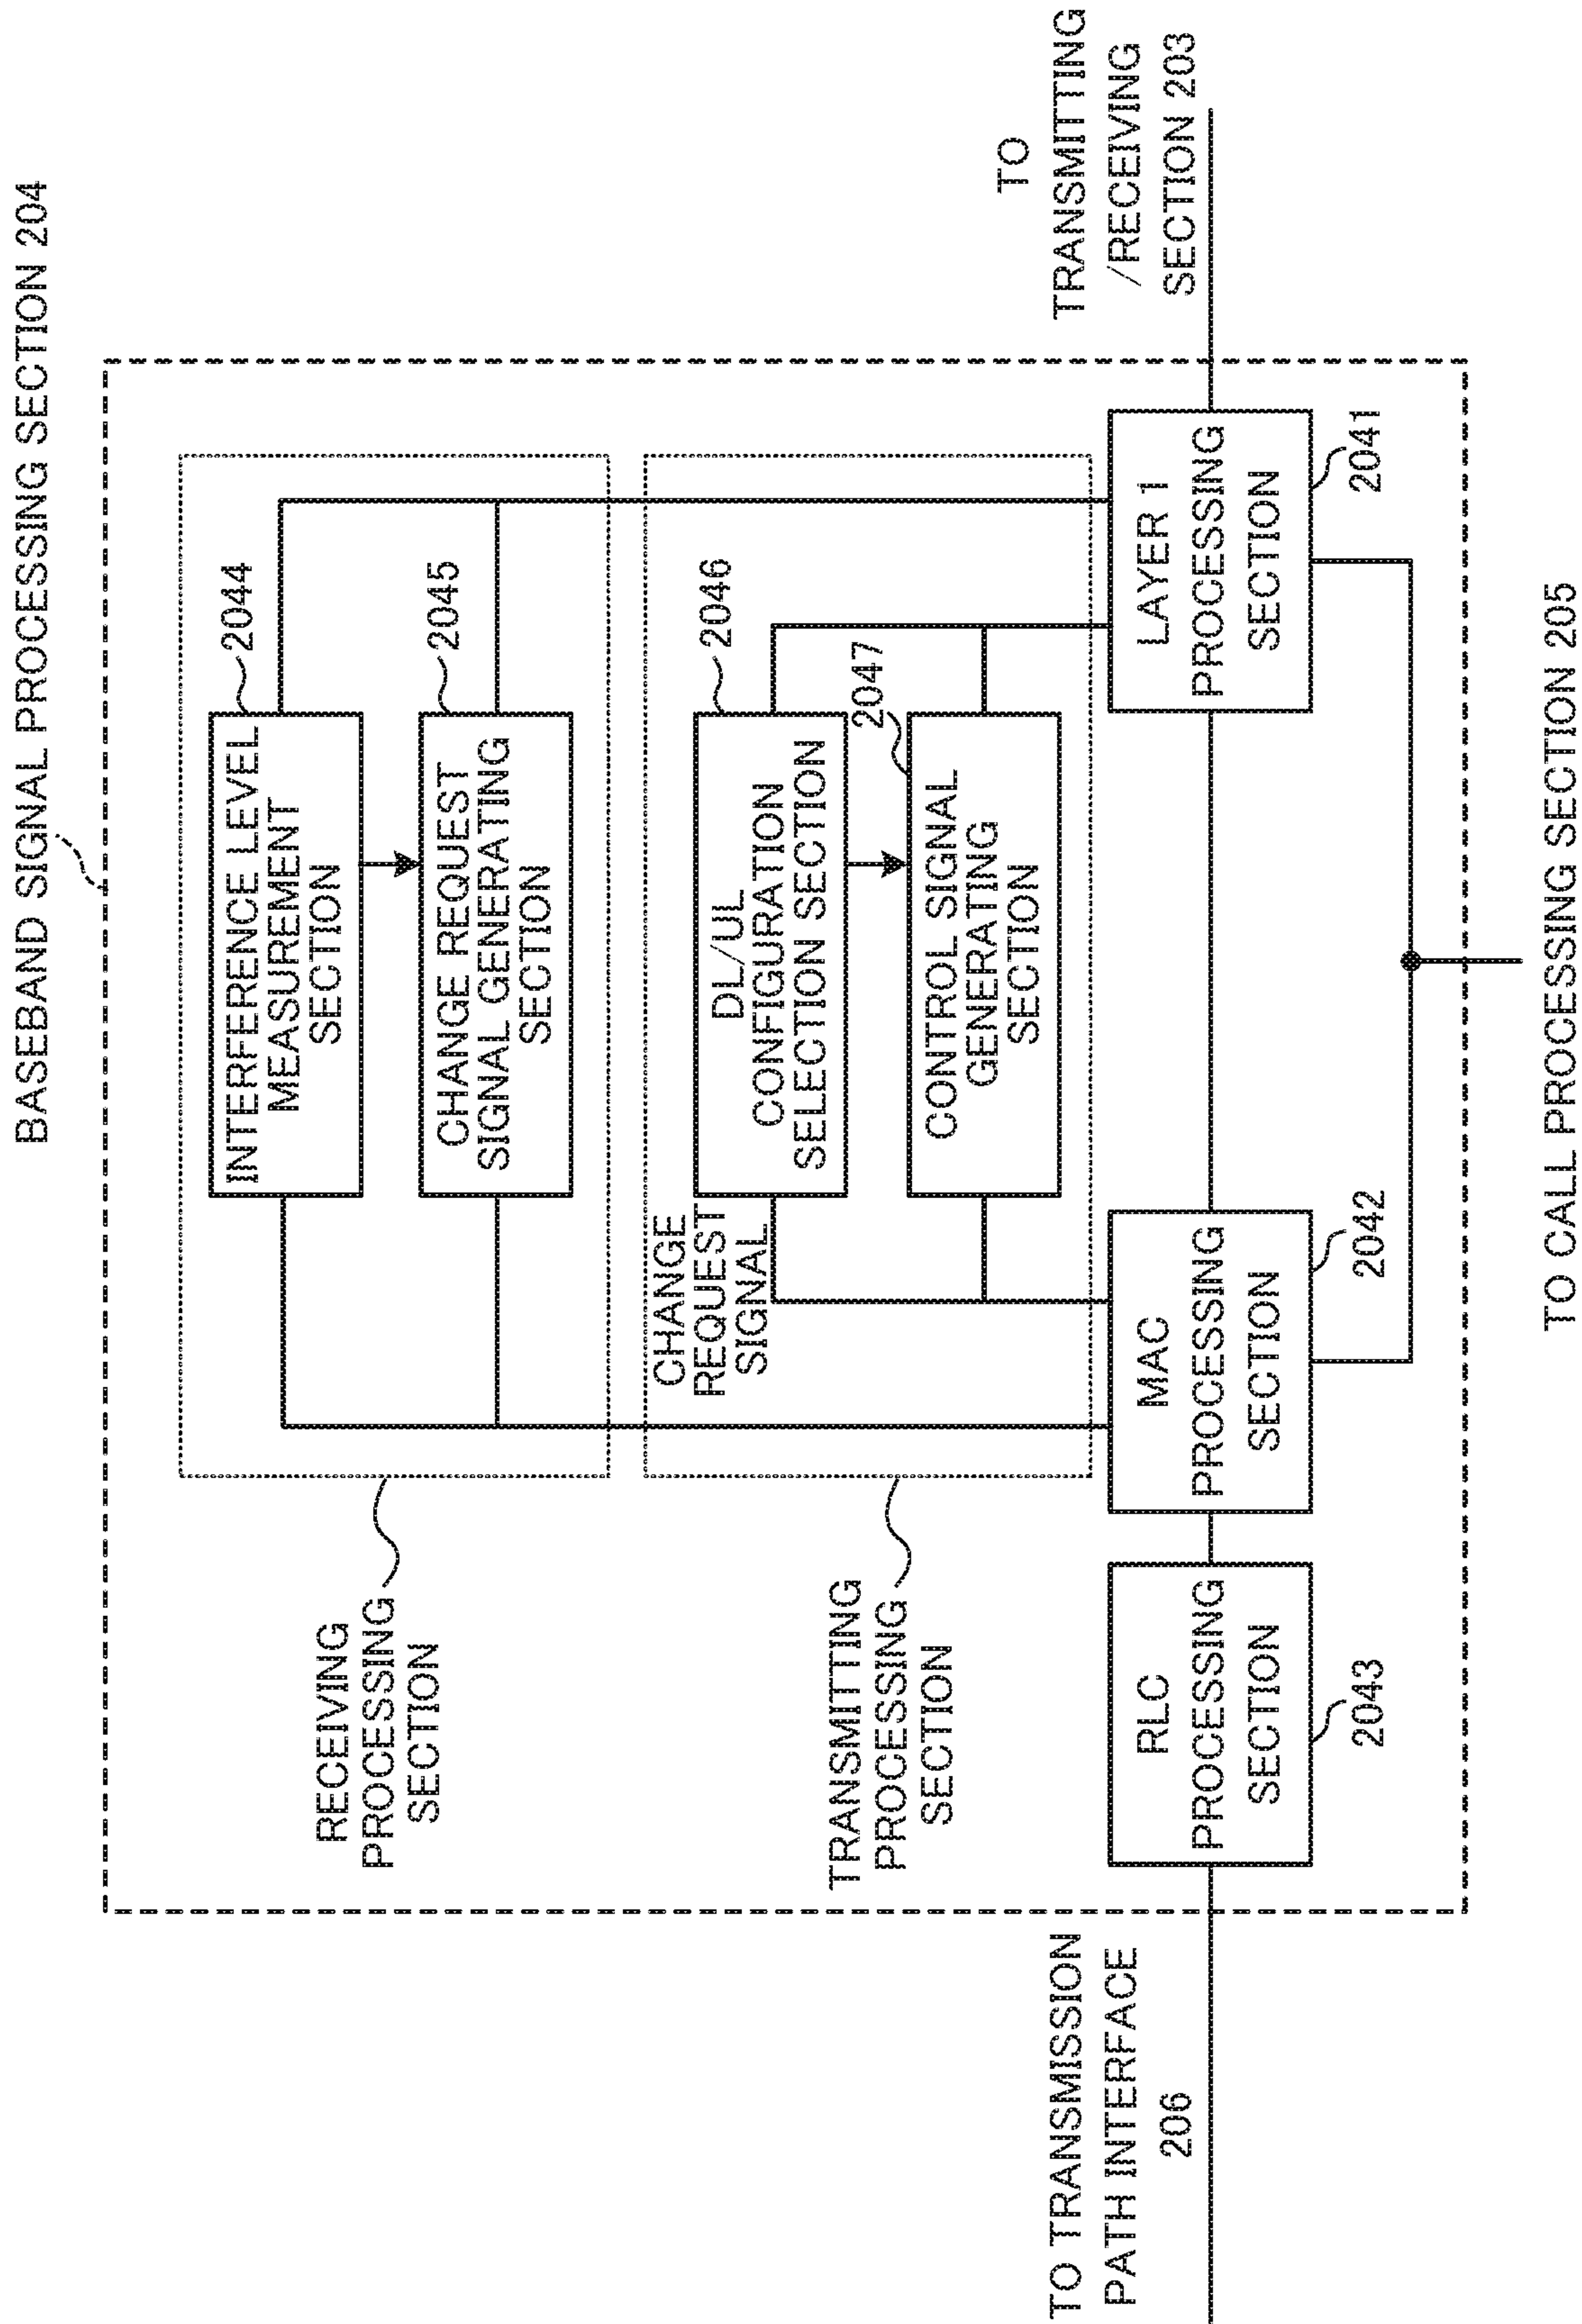 BASEBAND SIGNAL PROCESSING SECTION 204
RECEIVING
PROCESSING
SECTION
INTERFERENCE LEVEL
MEASUREMENT
SECTION
2044
CHANGE REQUEST
SIGNAL GENERATING
SECTION
2045
TRANSMITTING
PROCESSING
SECTION
CHANGE
REQUEST
SIGNAL
DL/UL
CONFIGURATION
SELECTION SECTION
2046
CONTROL SIGNAL
GENERATING
SECTION
2047
TO TRANSMISSION
PATH INTERFACE
206
RLC
PROCESSING
SECTION
2043
MAC
PROCESSING
SECTION
2042
LAYER 1
PROCESSING
SECTION
2041
TO
TRANSMITTING
/RECEIVING
SECTION 203
TO CALL PROCESSING SECTION 205